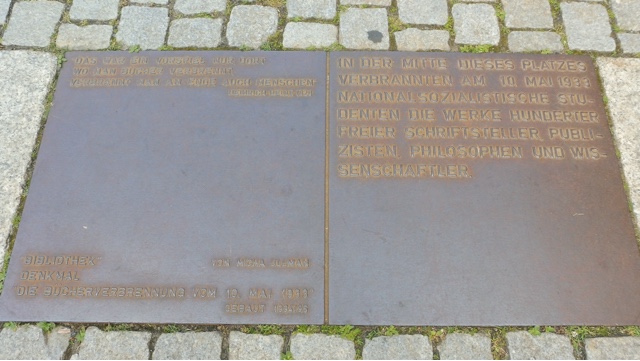 "DAS WAR EIN VORSPIEL NUR, DORT
WO MAN BÜCHER VERBRENNT,
VERBRENNT MAN AM ENDE AUCH MENSCHEN"
HEINRICH HEINE 1820
"BIBLIOTHEK" VON MICHA ULLMAN
DENKMAL
DIE BÜCHERVERBRENNUNG VOM 10. MAI 1933
GEBAUT
IN DER MITTE DIESES PLATZES
VERBRANNTEN AM 10. MAI 1933
NATIONALSOZIALISTISCHE STU-
DENTEN DIE WERKE HUNDERTER
FREIER SCHRIFTSTELLER, PUBLI-
ZISTEN, PHILOSOPHEN UND WIS-
SENSCHAFTLER.